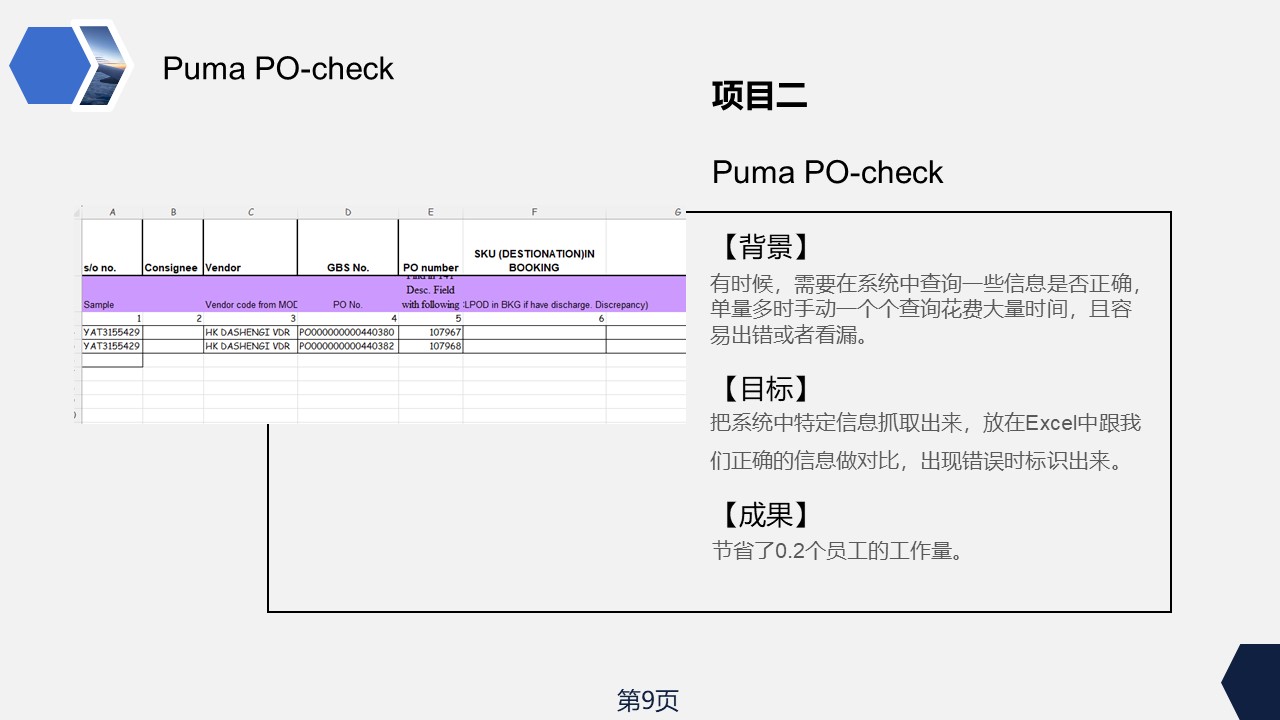 Puma PO-check
项目二
Puma PO-check
A B C D E F G
SKU (DESTIONATION)IN
s/o no. Consignee Vendor GBS No. PO number BOOKING
Desc. Field
Sample Vendor code from MOD PO No. with following :LPOD in BKG if have discharge. Discrepancy)
1 2 3 4 5 6
YAT3155429 HK DASHENGI VDR PO000000000440380 107967
YAT3155429 HK DASHENGI VDR PO000000000440382 107968
【背景】
有时候，需要在系统中查询一些信息是否正确，
单量多时手动一个个查询花费大量时间，且容
易出错或者看漏。
【目标】
把系统中特定信息抓取出来，放在Excel中跟我
们正确的信息做对比，出现错误时标识出来。
【成果】
节省了0.2个员工的工作量。
第9页